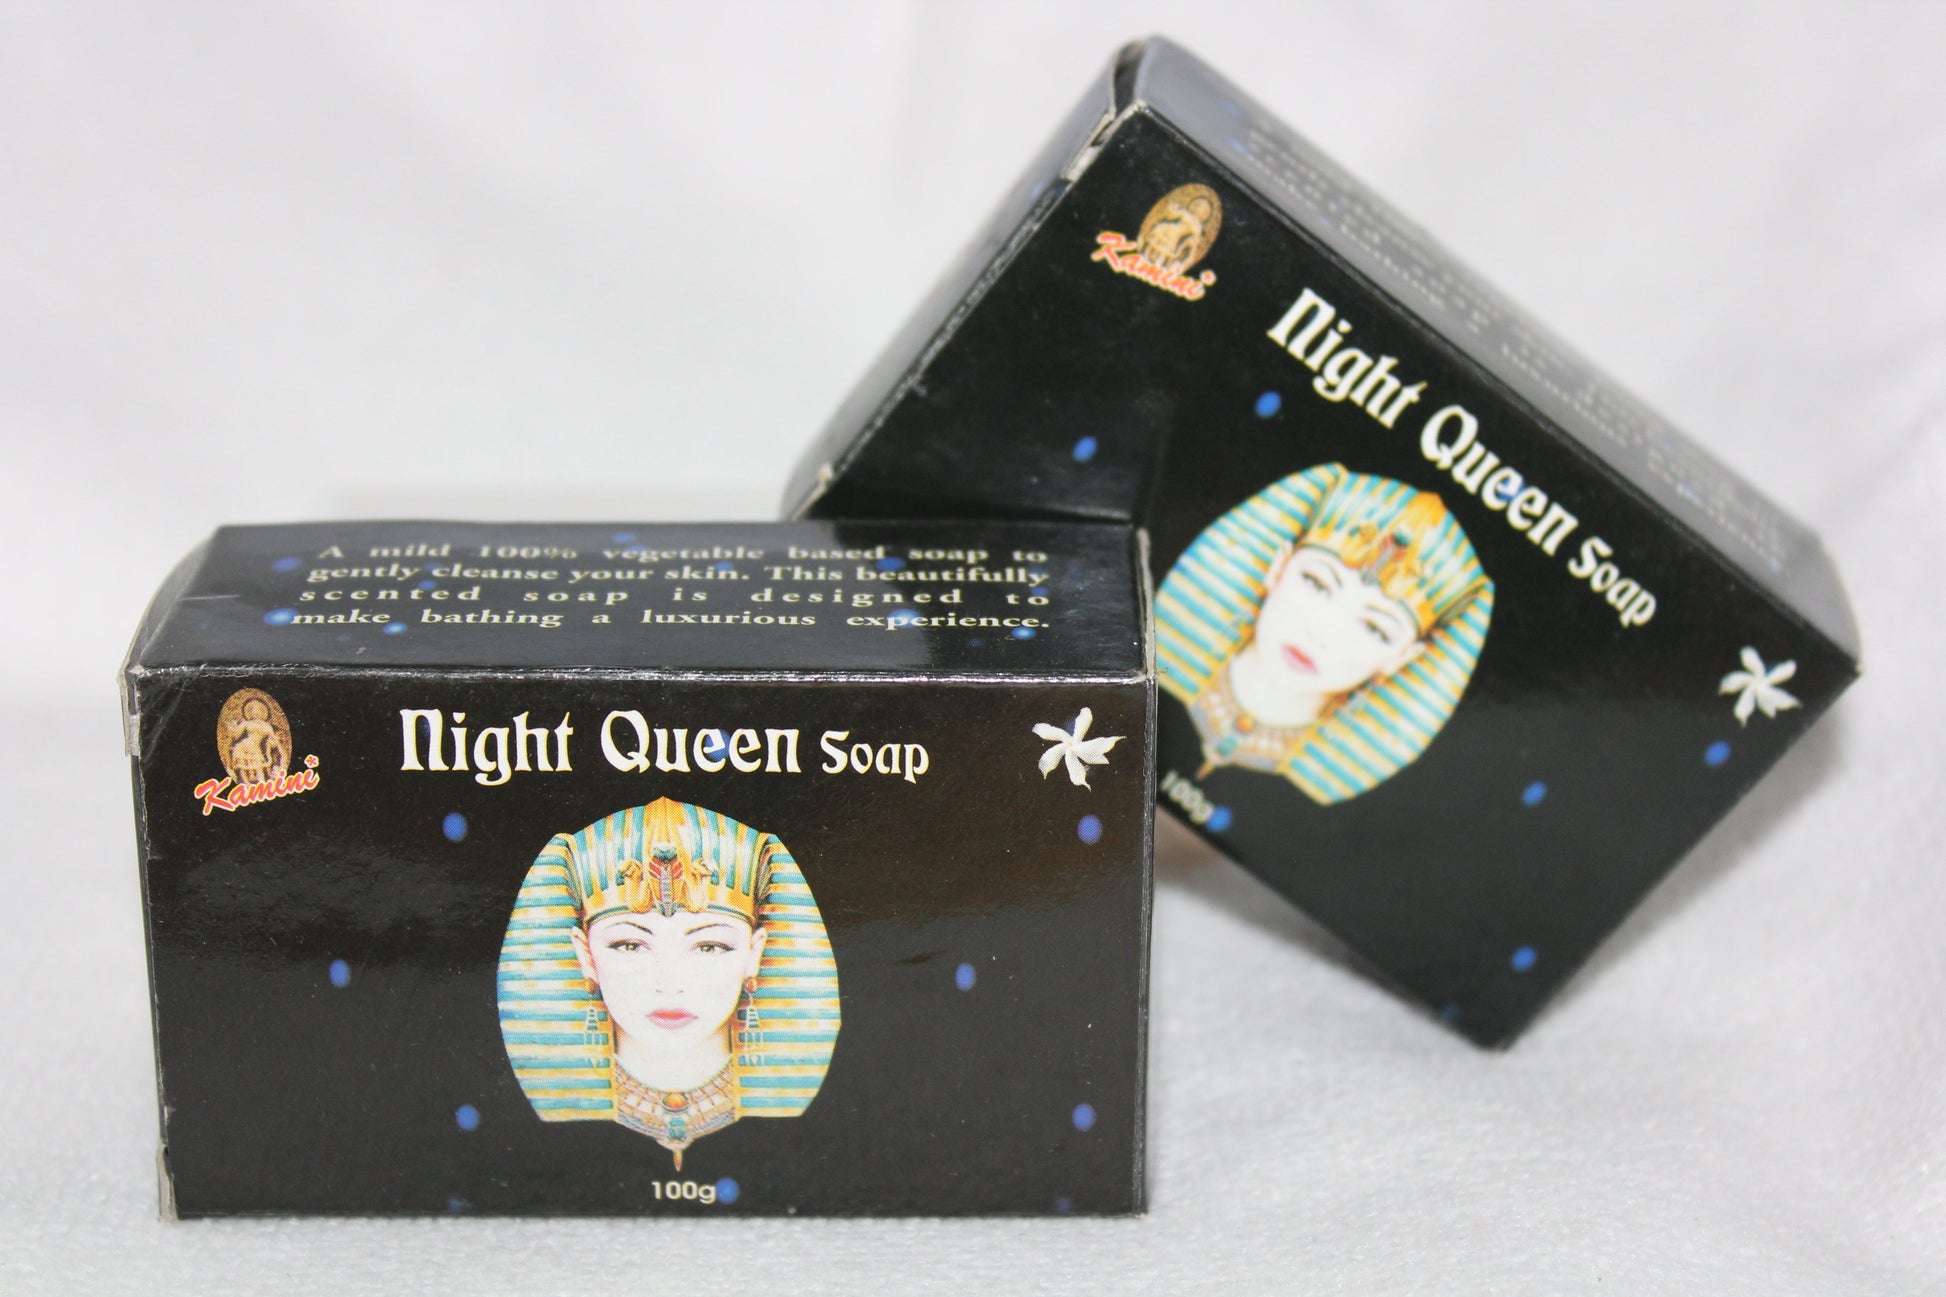 A mild 100% vegetable based soap to
gently cleanse your skin. This beautifully
scented soap is designed to
make bathing a luxurious experience.
Kamini
Night Queen Soap
100g
Kamini
Night Queen Soap
100g